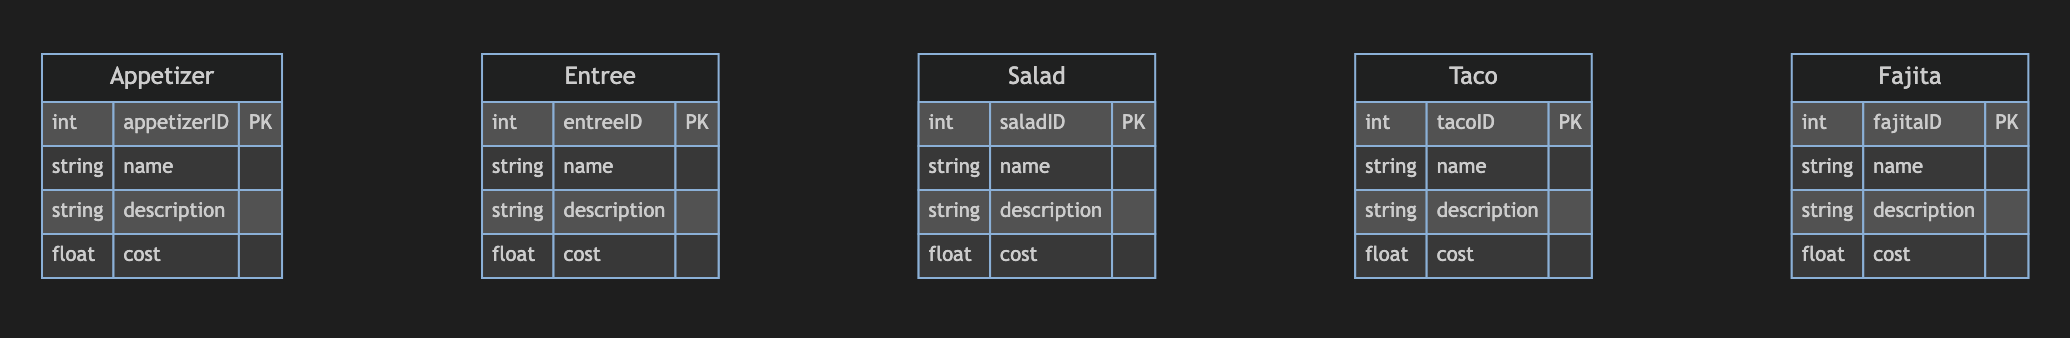 Appetizer
int appetizerID PK
string name
string description
float cost
Entree
int entreeID PK
string name
string description
float cost
Salad
int saladID PK
string name
string description
float cost
Taco
int tacoID PK
string name
string description
float cost
Fajita
int fajitaID PK
string name
string description
float cost